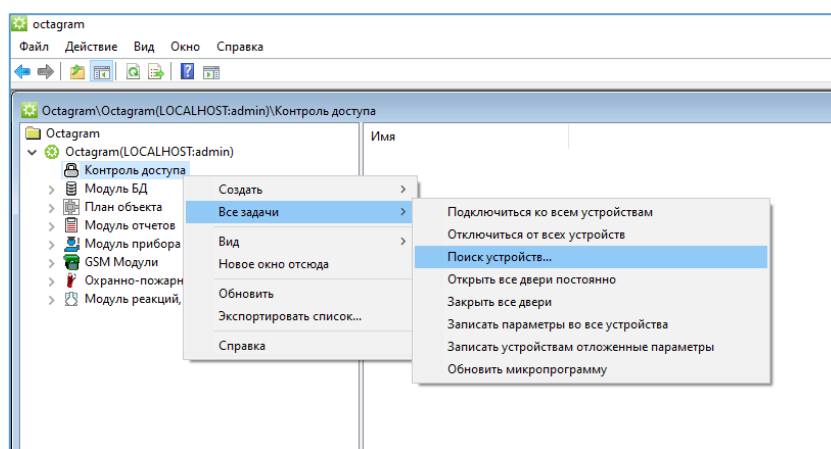 octagram
Файл Действие Вид Окно Справка
Octagram\Octagram(LOCALHOST:admin)\Контроль доступа
Octagram
Octagram(LOCALHOST:admin)
Контроль доступа
Модуль БД
План объекта
Модуль отчетов
Модуль прибора
GSM Модули
Охранно-пожарн
Модуль реакций,
Имя
Создать
Все задачи
Вид
Новое окно отсюда
Обновить
Экспортировать список...
Справка
Подключиться ко всем устройствам
Отключиться от всех устройств
Поиск устройств...
Открыть все двери постоянно
Закрыть все двери
Записать параметры во все устройства
Записать устройствам отложенные параметры
Обновить микропрограмму